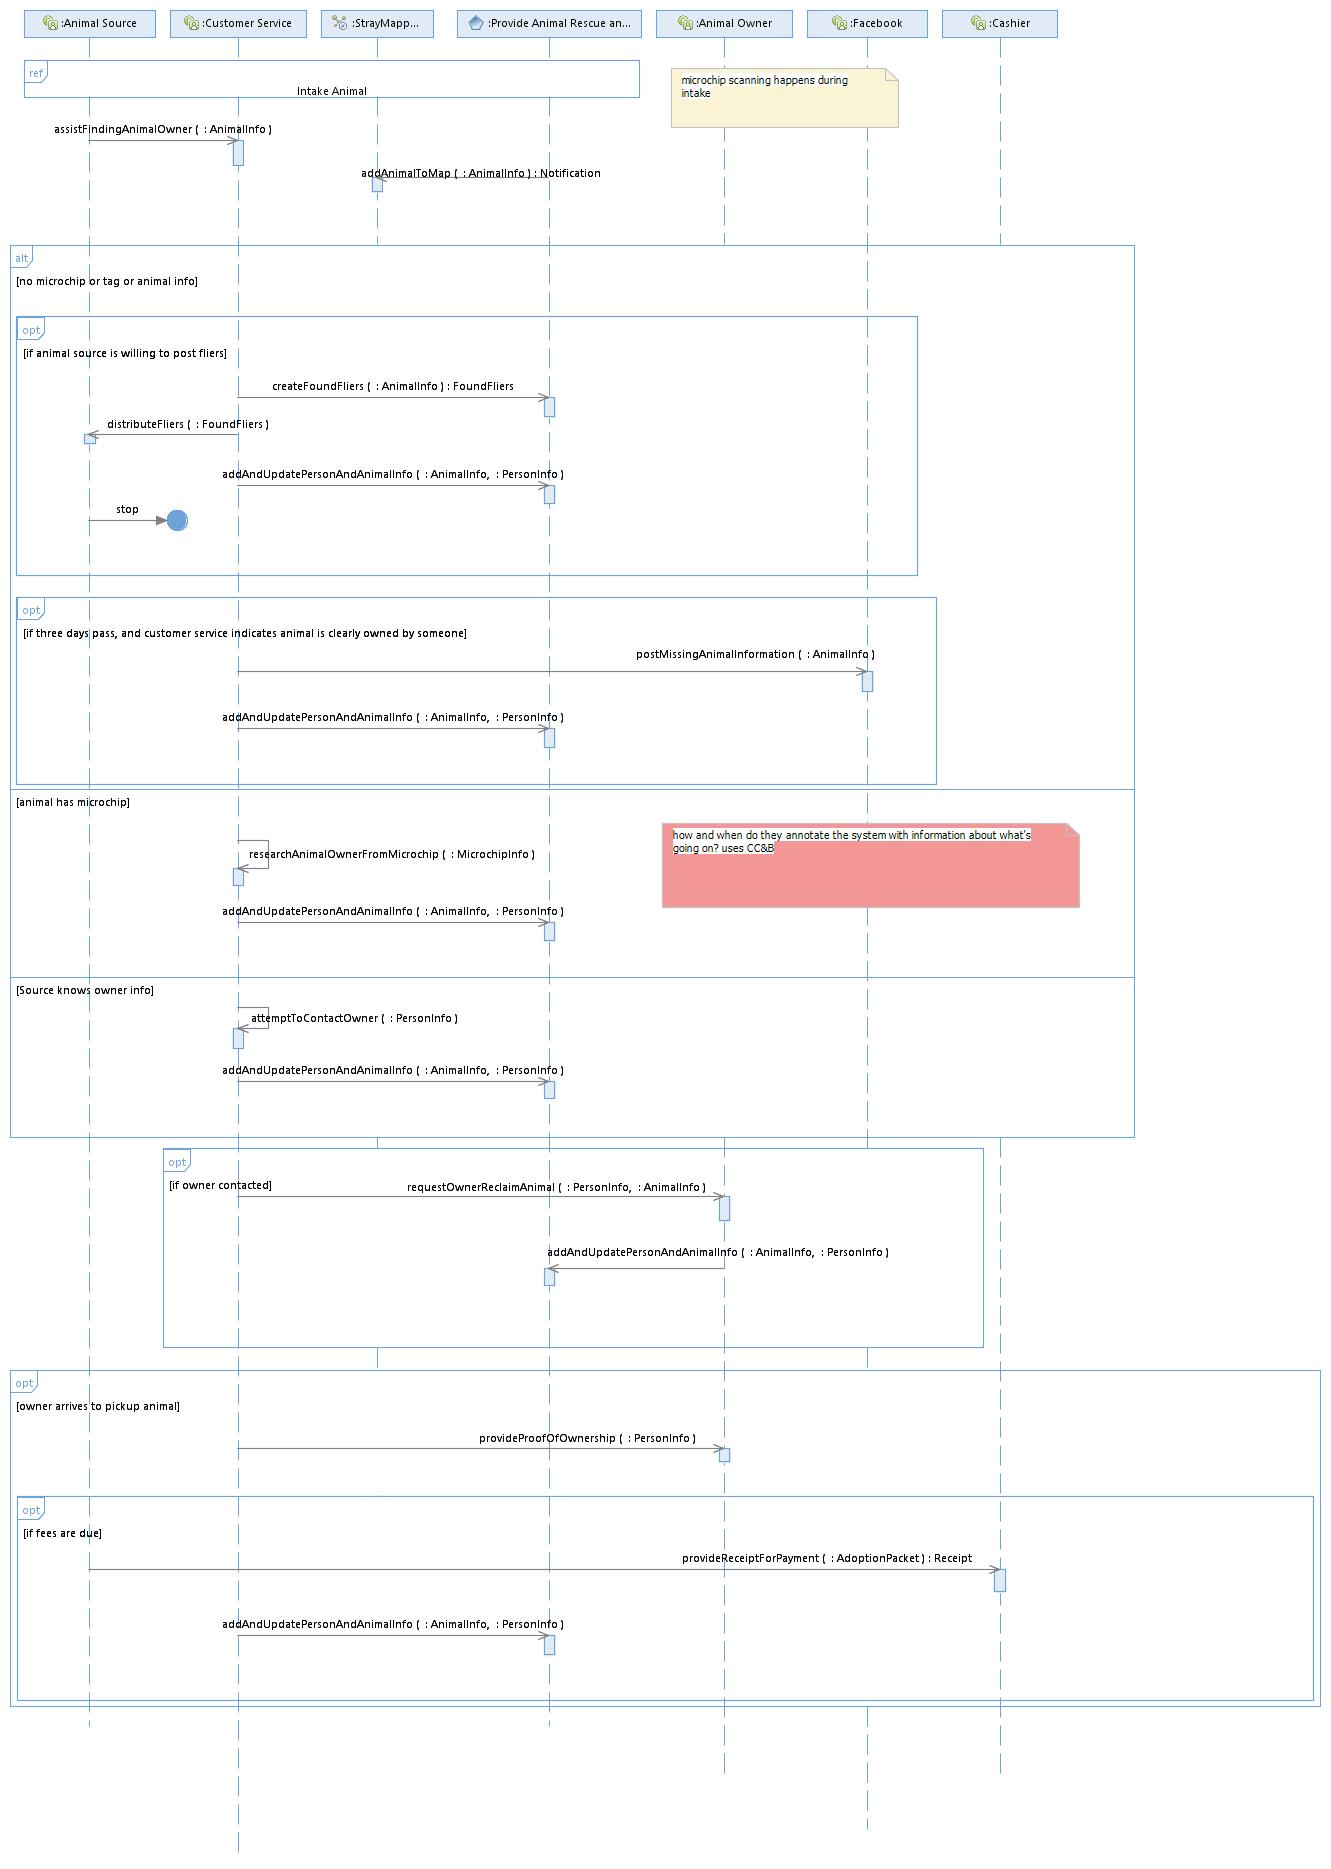 :Animal Source
:Customer Service
:StrayMapp...
:Provide Animal Rescue an...
:Animal Owner
:Facebook
:Cashier
ref
Intake Animal
microchip scanning happens during
intake
assistFindingAnimalOwner ( : AnimalInfo )
addAnimalToMap ( : AnimalInfo ) : Notification
alt
[no microchip or tag or animal info]
opt
[if animal source is willing to post fliers]
createFoundFliers ( : AnimalInfo ) : FoundFliers
distributeFliers ( : FoundFliers )
addAndUpdatePersonAndAnimalInfo ( : AnimalInfo, : PersonInfo )
stop
opt
[if three days pass, and customer service indicates animal is clearly owned by someone]
postMissingAnimalInformation ( : AnimalInfo )
addAndUpdatePersonAndAnimalInfo ( : AnimalInfo, : PersonInfo )
[animal has microchip]
how and when do they annotate the system with information about what's
going on? uses CC&B
researchAnimalOwnerFromMicrochip ( : MicrochipInfo )
addAndUpdatePersonAndAnimalInfo ( : AnimalInfo, : PersonInfo )
[Source knows owner info]
attemptToContactOwner ( : PersonInfo )
addAndUpdatePersonAndAnimalInfo ( : AnimalInfo, : PersonInfo )
opt
[if owner contacted]
requestOwnerReclaimAnimal ( : PersonInfo, : AnimalInfo )
addAndUpdatePersonAndAnimalInfo ( : AnimalInfo, : PersonInfo )
opt
[owner arrives to pickup animal]
provideProofOfOwnership ( : PersonInfo )
opt
[if fees are due]
provideReceiptForPayment ( : AdoptionPacket ) : Receipt
addAndUpdatePersonAndAnimalInfo ( : AnimalInfo, : PersonInfo )